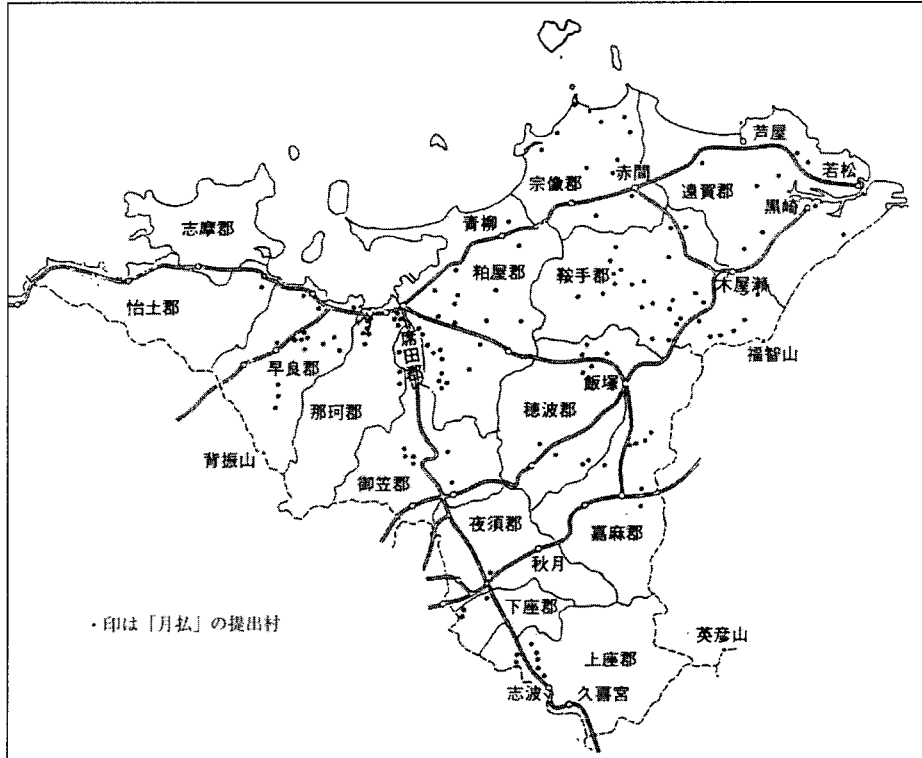 芦屋
若松
赤間
宗像郡
遠賀郡
黒崎
青柳
志摩郡
粕屋郡
鞍手郡
木屋瀬
怡土郡
席田郡
福智山
早良郡
飯塚
那珂郡
穂波郡
背振山
御笠郡
夜須郡
嘉麻郡
秋月
下座郡
・印は「月払」の提出村
英彦山
上座郡
志波
久喜宮